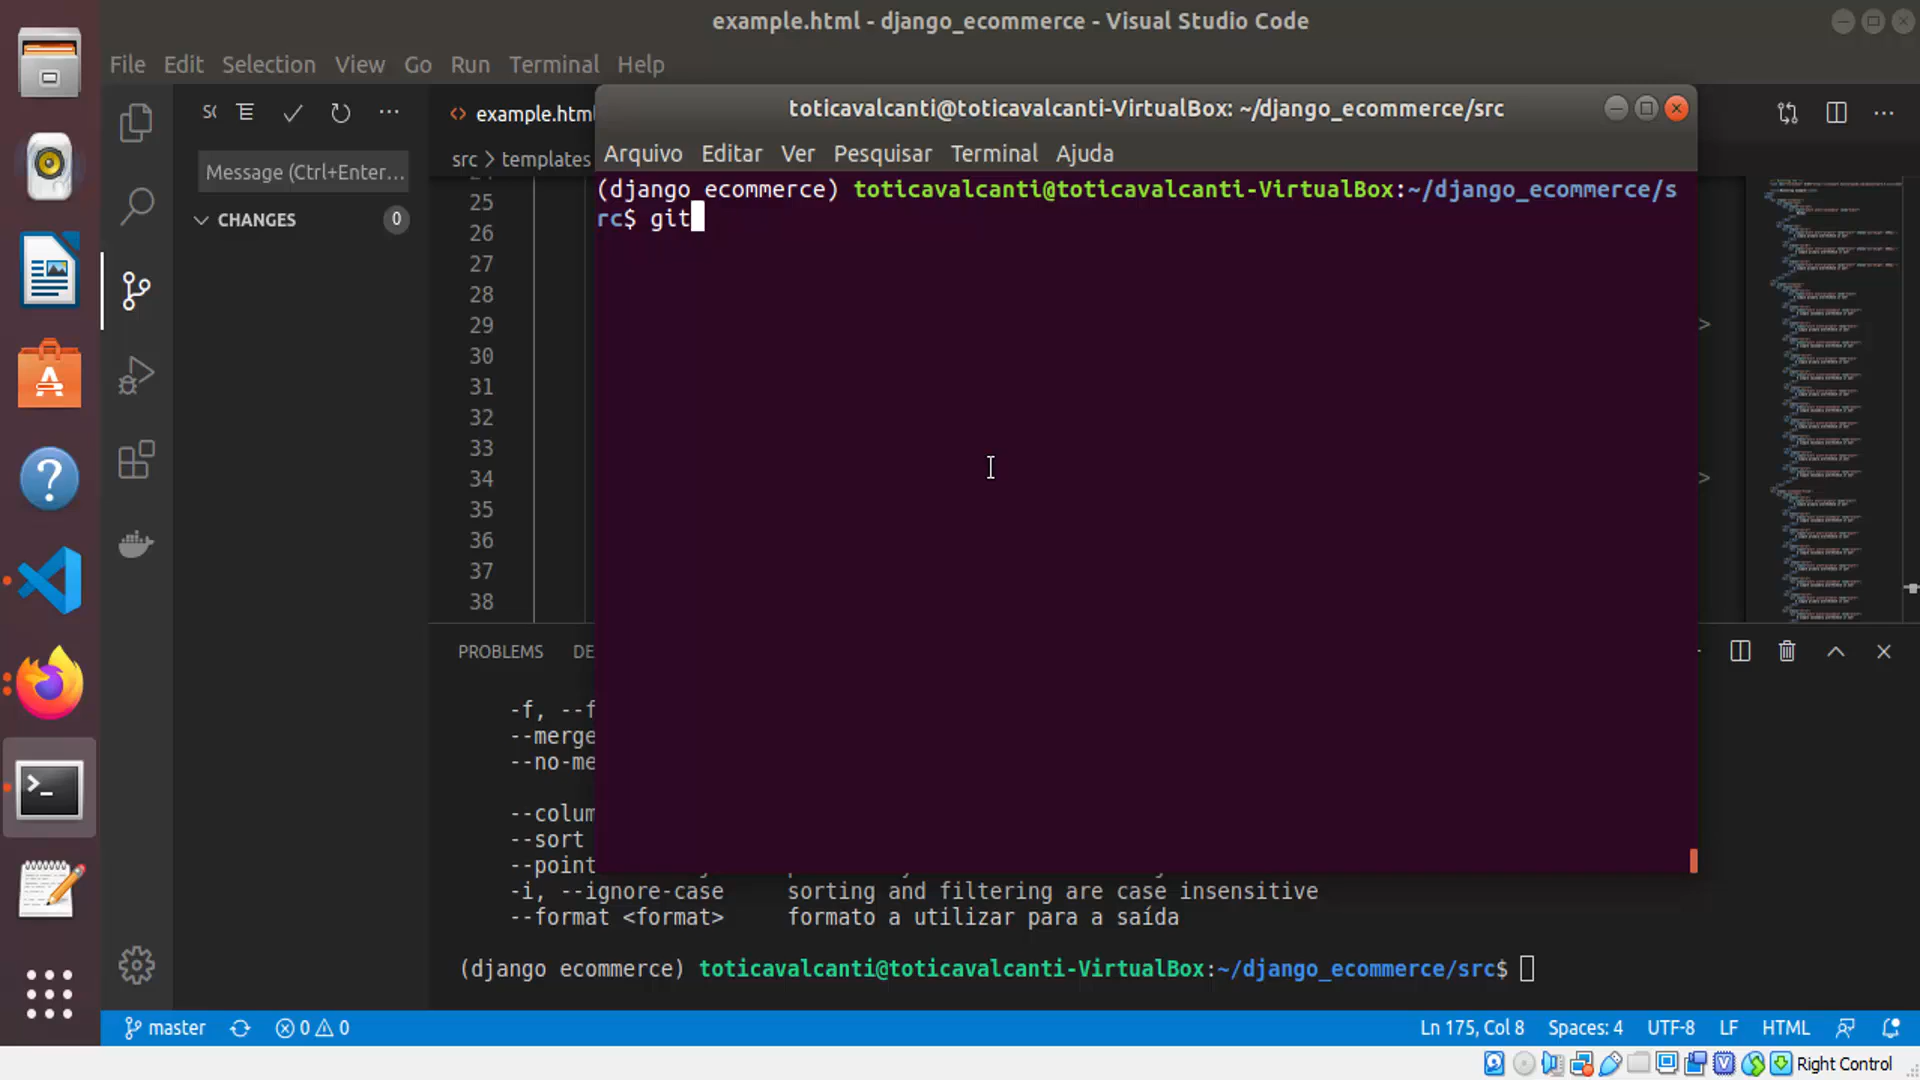 example.html - django_ecommerce - Visual Studio Code
File Edit Selection View Go Run Terminal Help
example.html
src > templates
Message (Ctrl+Enter...
CHANGES 0
25
26
27
28
29
30
31
32
33
34
35
36
37
38
toticavalcanti@toticavalcanti-VirtualBox: ~/django_ecommerce/src
Arquivo Editar Ver Pesquisar Terminal Ajuda
(django ecommerce) toticavalcanti@toticavalcanti-VirtualBox:~/django_ecommerce/s
rc$ git
PROBLEMS DE
-f, --f
--merge
--no-me
--colum
--sort
--point
-i, --ignore-case sorting and filtering are case insensitive
--format <format> formato a utilizar para a saída
(django ecommerce) toticavalcanti@toticavalcanti-VirtualBox:~/django_ecommerce/src$
master 0 0 Ln 175, Col 8 Spaces: 4 UTF-8 LF HTML
Right Control